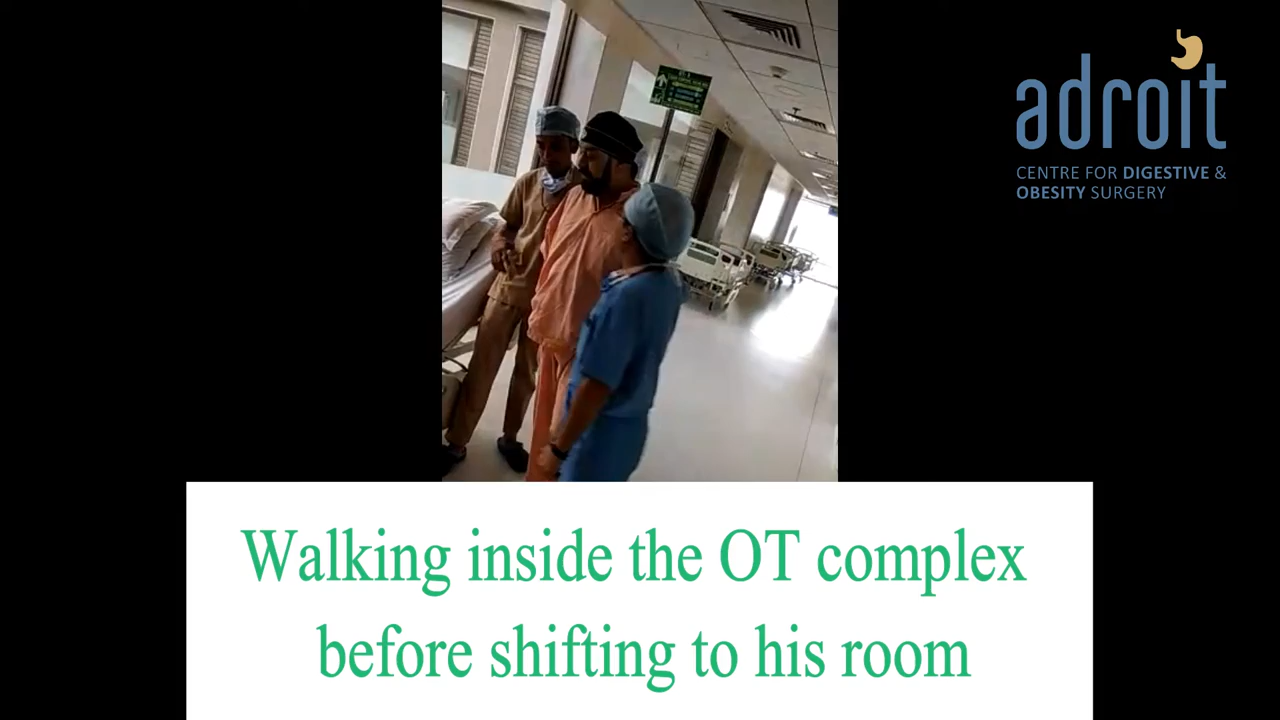 adroit
CENTRE FOR DIGESTIVE &
OBESITY SURGERY
Walking inside the OT complex
before shifting to his room